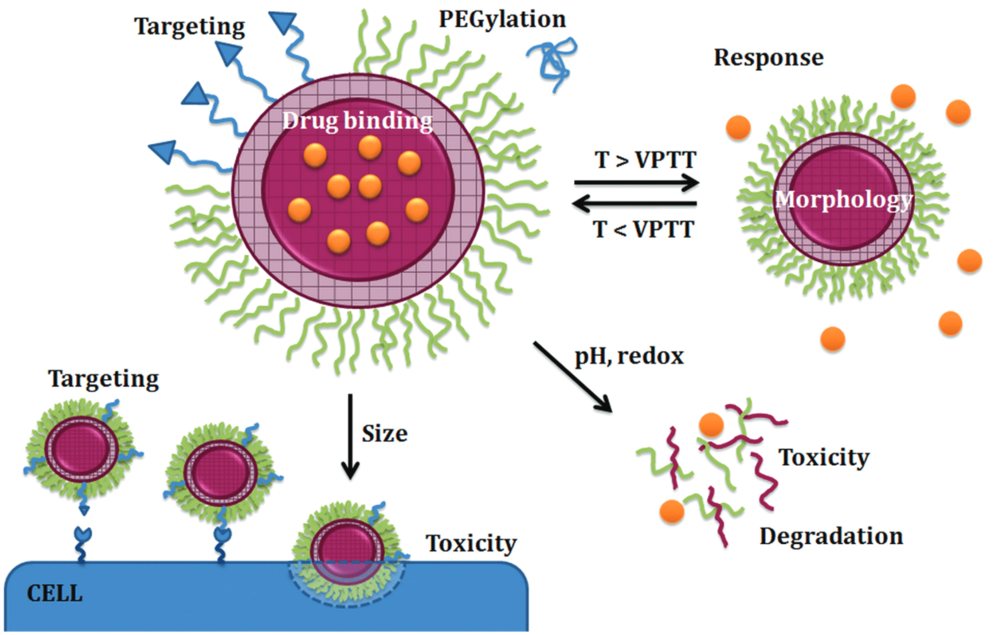 Targeting
PEGylation
Response
Drug binding
T > VPTT
Morphology
T < VPTT
pH, redox
Targeting
Size
Toxicity
Degradation
Toxicity
CELL